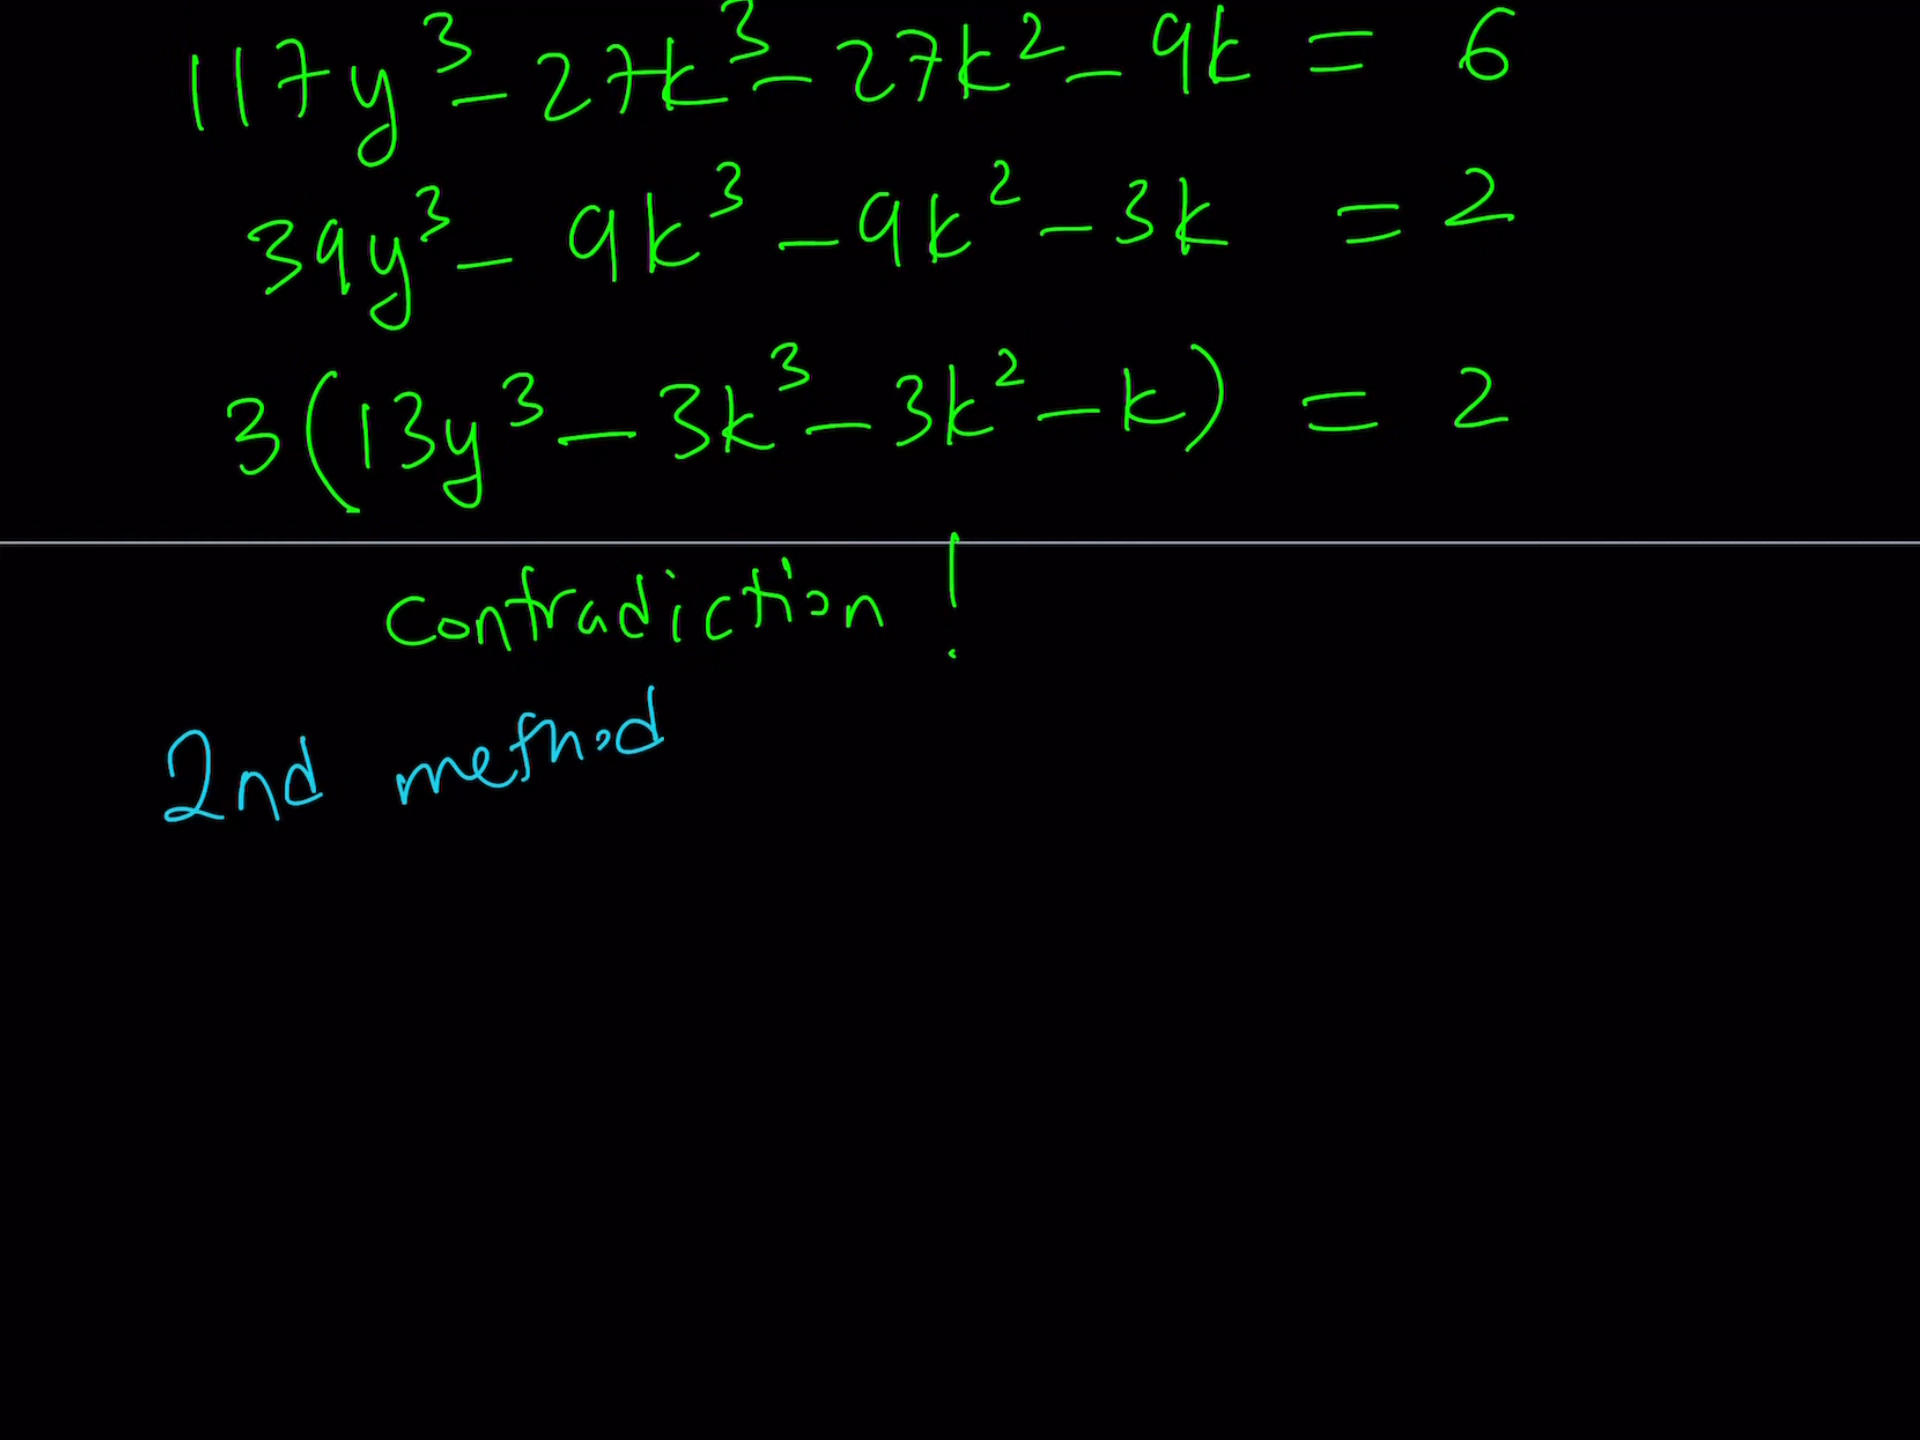 117y³ - 27k³ - 27k² - 9k = 6
39y³ - 9k³ - 9k² - 3k = 2
3(13y³ - 3k³ - 3k² - k) = 2
Contradiction!
2nd method